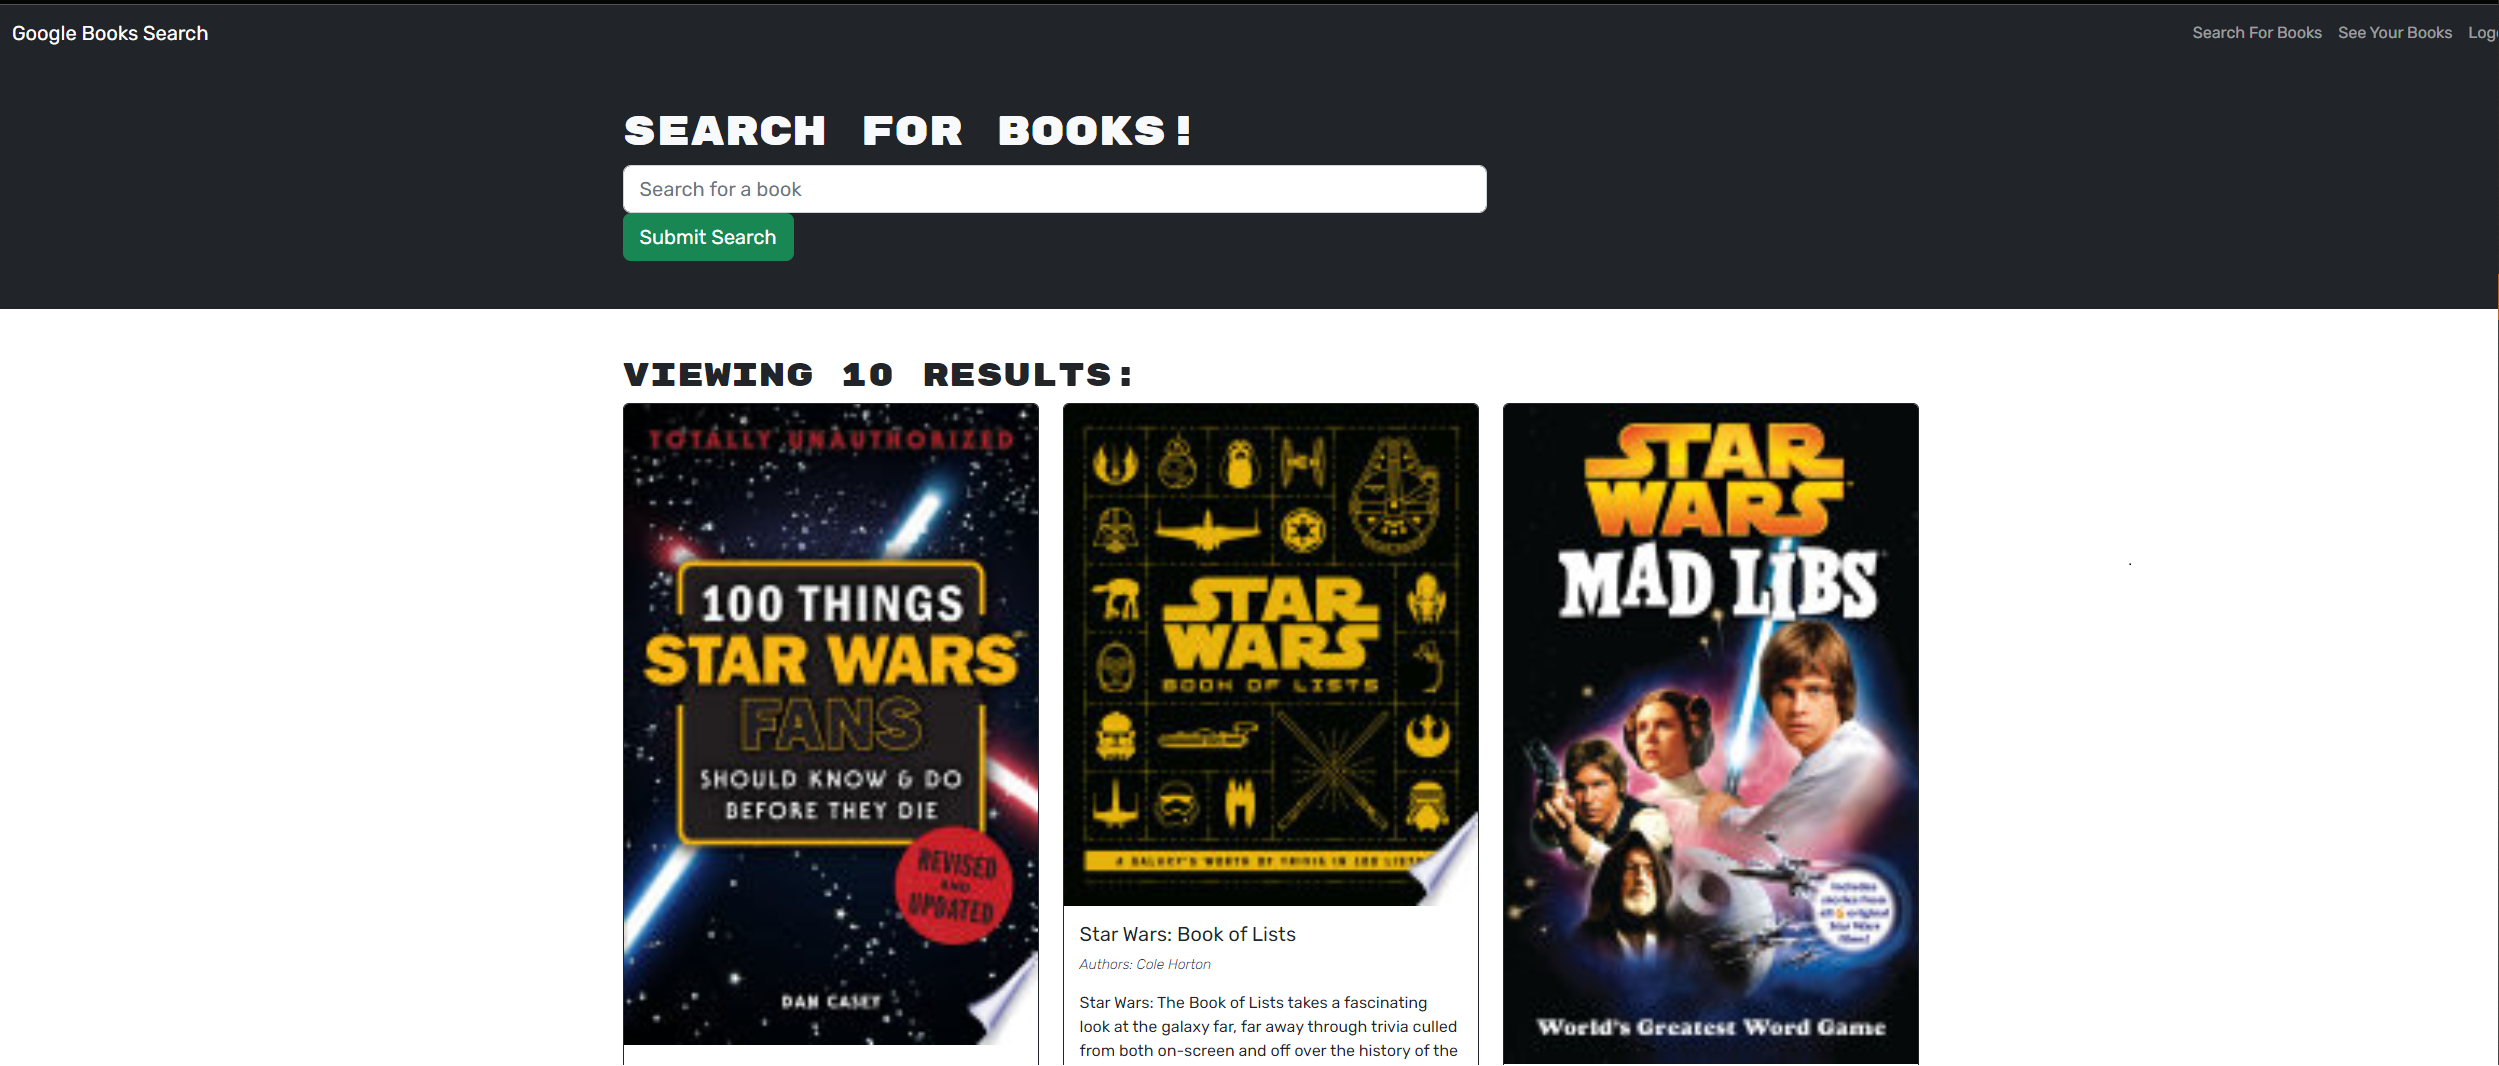 Google Books Search
Search For Books
See Your Books
SEARCH FOR BOOKS!
Search for a book
Submit Search
VIEWING 10 RESULTS:
TOTALLY UNAUTHORIZED
100 THINGS
STAR WARS
FANS
SHOULD KNOW & DO
BEFORE THEY DIE
REVISED
AND
UPDATED
DAN CASEY
STAR
WARS
BOOK OF LISTS
A GALAXY'S WORTH OF TRIVIA IN 100 LISTS
Star Wars: Book of Lists
Authors: Cole Horton
Star Wars: The Book of Lists takes a fascinating
look at the galaxy far, far away through trivia culled
from both on-screen and off over the history of the
STAR
WARS
MAD LIBS
Includes
stories from
all 6 original
Star Wars
films!
World's Greatest Word Game